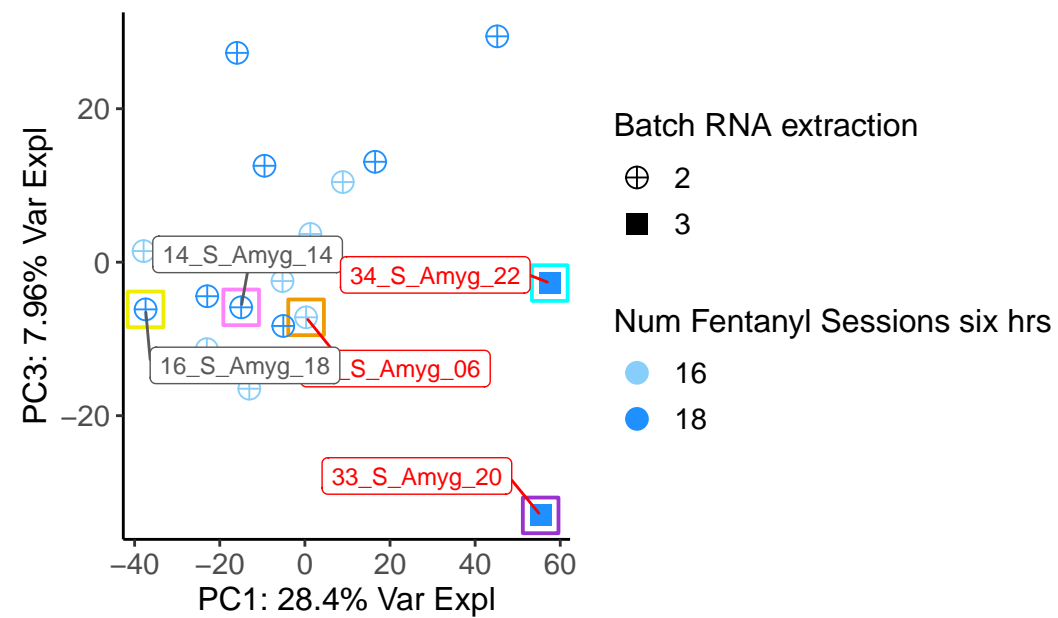 PC3: 7.96% Var Expl
20
0
−20
14_S_Amyg_14
34_S_Amyg_22
16_S_Amyg_18
_S_Amyg_06
33_S_Amyg_20
−40 −20 0 20 40 60
PC1: 28.4% Var Expl
Batch RNA extraction
2
3
Num Fentanyl Sessions six hrs
16
18